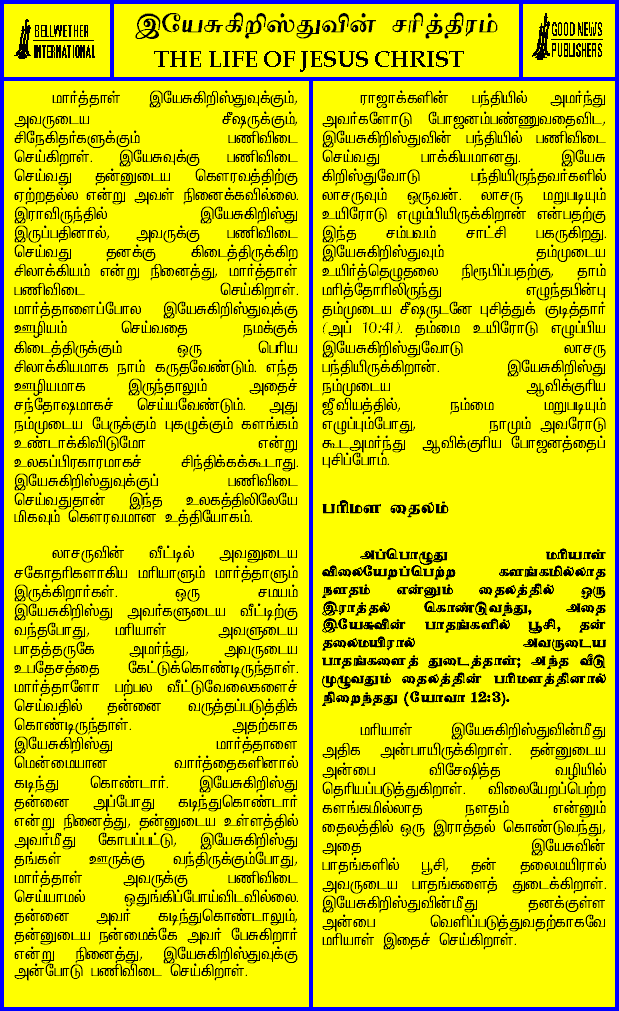 BELLWETHER
INTERNATIONAL
இயேசுகிறிஸ்துவின் சரித்திரம்
THE LIFE OF JESUS CHRIST
GOOD NEWS
PUBLISHERS
மார்த்தாள் இயேசுகிறிஸ்துவுக்கும்,
அவருடைய சீஷருக்கும்,
சிநேகிதர்களுக்கும் பணிவிடை
செய்கிறாள். இயேசுவுக்கு பணிவிடை
செய்வது தன்னுடைய கௌரவத்திற்கு
ஏற்றதல்ல என்று அவள் நினைக்கவில்லை.
இராவிருந்தில் இயேசுகிறிஸ்து
இருப்பதினால், அவருக்கு பணிவிடை
செய்வது தனக்கு கிடைத்திருக்கிற
சிலாக்கியம் என்று நினைத்து, மார்த்தாள்
பணிவிடை செய்கிறாள்.
மார்த்தாளைப்போல இயேசுகிறிஸ்துவுக்கு
ஊழியம் செய்வதை நமக்குக்
கிடைத்திருக்கும் ஒரு பெரிய
சிலாக்கியமாக நாம் கருதவேண்டும். எந்த
ஊழியமாக இருந்தாலும் அதைச்
சந்தோஷமாகச் செய்யவேண்டும். அது
நம்முடைய பேருக்கும் புகழுக்கும் களங்கம்
உண்டாக்கிவிடுமோ என்று
உலகப்பிரகாரமாகச் சிந்திக்கக்கூடாது.
இயேசுகிறிஸ்துவுக்குப் பணிவிடை
செய்வதுதான் இந்த உலகத்திலிலேயே
மிகவும் கௌரவமான உத்தியோகம்.
லாசருவின் வீட்டில் அவனுடைய
சகோதரிகளாகிய மரியாளும் மார்த்தாளும்
இருக்கிறார்கள். ஒரு சமயம்
இயேசுகிறிஸ்து அவர்களுடைய வீட்டிற்கு
வந்தபோது, மரியாள் அவளுடைய
பாதத்தருகே அமர்ந்து, அவருடைய
உபதேசத்தை கேட்டுக்கொண்டிருந்தாள்.
மார்த்தாளோ பற்பல வீட்டுவேலைகளைச்
செய்வதில் தன்னை வருத்தப்படுத்திக்
கொண்டிருந்தாள். அதற்காக
இயேசுகிறிஸ்து மார்த்தாளை
மென்மையான வார்த்தைகளினால்
கடிந்து கொண்டார். இயேசுகிறிஸ்து
தன்னை அப்போது கடிந்துகொண்டார்
என்று நினைத்து, தன்னுடைய உள்ளத்தில்
அவர்மீது கோபப்பட்டு, இயேசுகிறிஸ்து
தங்கள் ஊருக்கு வந்திருக்கும்போது,
மார்த்தாள் அவருக்கு பணிவிடை
செய்யாமல் ஒதுங்கிப்போய்விடவில்லை.
தன்னை அவர் கடிந்துகொண்டாலும்,
தன்னுடைய நன்மைக்கே அவர் பேசுகிறார்
என்று நினைத்து, இயேசுகிறிஸ்துவுக்கு
அன்போடு பணிவிடை செய்கிறாள்.
ராஜாக்களின் பந்தியில் அமர்ந்து
அவர்களோடு போஜனம்பண்ணுவதைவிட,
இயேசுகிறிஸ்துவின் பந்தியில் பணிவிடை
செய்வது பாக்கியமானது. இயேசு
கிறிஸ்துவோடு பந்தியிருந்தவர்களில்
லாசருவும் ஒருவன். லாசரு மறுபடியும்
உயிரோடு எழும்பியிருக்கிறான் என்பதற்கு
இந்த சம்பவம் சாட்சி பகருகிறது.
இயேசுகிறிஸ்துவும் தம்முடைய
உயிர்த்தெழுதலை நிரூபிப்பதற்கு, தாம்
மரித்தோரிலிருந்து எழுந்தபின்பு
தம்முடைய சீஷருடனே புசித்துக் குடித்தார்
(அப் 10:41). தம்மை உயிரோடு எழுப்பிய
இயேசுகிறிஸ்துவோடு லாசரு
பந்தியிருக்கிறான். இயேசுகிறிஸ்து
நம்முடைய ஆவிக்குரிய
ஜீவியத்தில், நம்மை மறுபடியும்
எழுப்பும்போது, நாமும் அவரோடு
கூடஅமர்ந்து ஆவிக்குரிய போஜனத்தைப்
புசிப்போம்.
பரிமள தைலம்
அப்பொழுது மரியாள்
விலையேறப்பெற்ற களங்கமில்லாத
நளதம் என்னும் தைலத்தில் ஒரு
இராத்தல் கொண்டுவந்து, அதை
இயேசுவின் பாதங்களில் பூசி, தன்
தலைமயிரால் அவருடைய
பாதங்களைத் துடைத்தாள்; அந்த வீடு
முழுவதும் தைலத்தின் பரிமளத்தினால்
நிறைந்தது (யோவா 12:3).
மரியாள் இயேசுகிறிஸ்துவின்மீது
அதிக அன்பாயிருக்கிறாள். தன்னுடைய
அன்பை விசேஷித்த வழியில்
தெரியப்படுத்துகிறாள். விலையேறப்பெற்ற
களங்கமில்லாத நளதம் என்னும்
தைலத்தில் ஒரு இராத்தல் கொண்டுவந்து,
அதை இயேசுவின்
பாதங்களில் பூசி, தன் தலைமயிரால்
அவருடைய பாதங்களைத் துடைக்கிறாள்.
இயேசுகிறிஸ்துவின்மீது தனக்குள்ள
அன்பை வெளிப்படுத்துவதற்காகவே
மரியாள் இதைச் செய்கிறாள்.